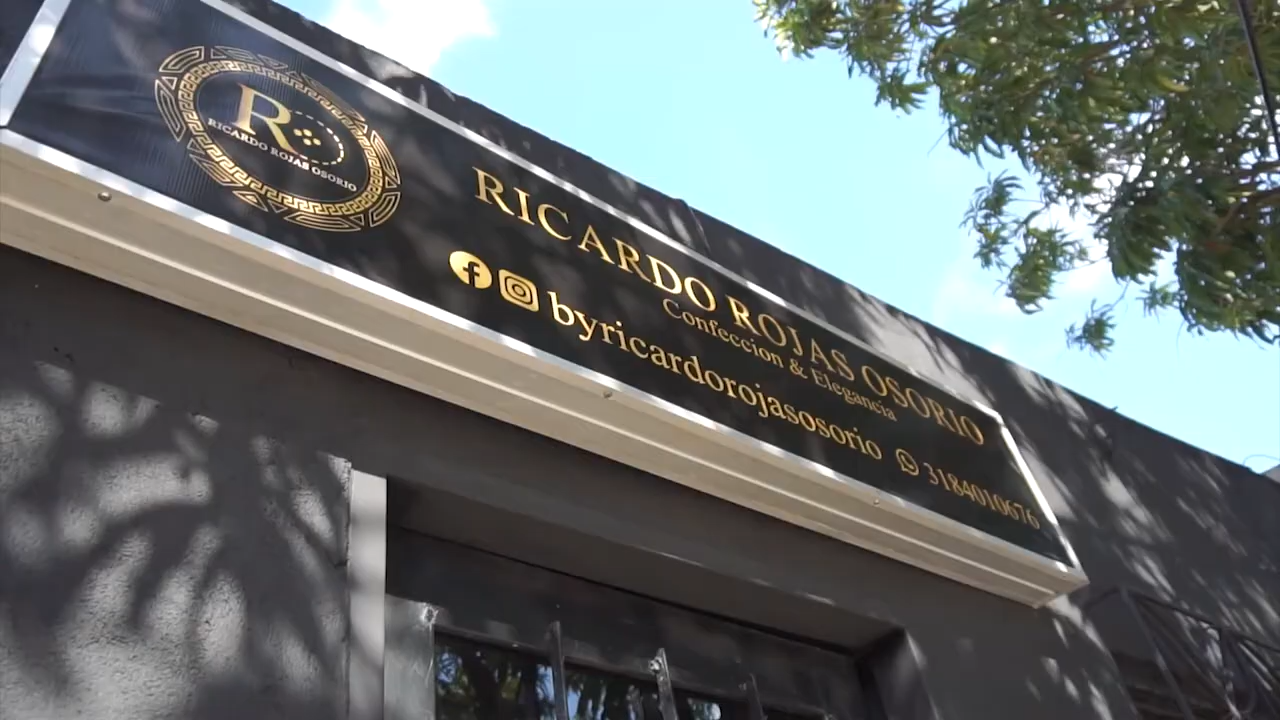 R
RICARDO ROJAS OSORIO
RICARDO ROJAS OSORIO
Confeccion & Elegancia
byricardorojasosorio 3184010676